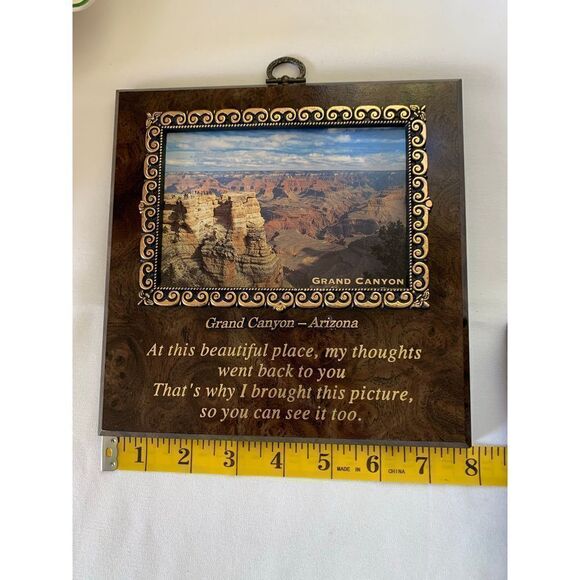 GRAND CANYON
Grand Canyon – Arizona
At this beautiful place, my thoughts
went back to you
That's why I brought this picture,
so you can see it too.
1 2 3 4 5 MADE IN 6 CHINA 7 8